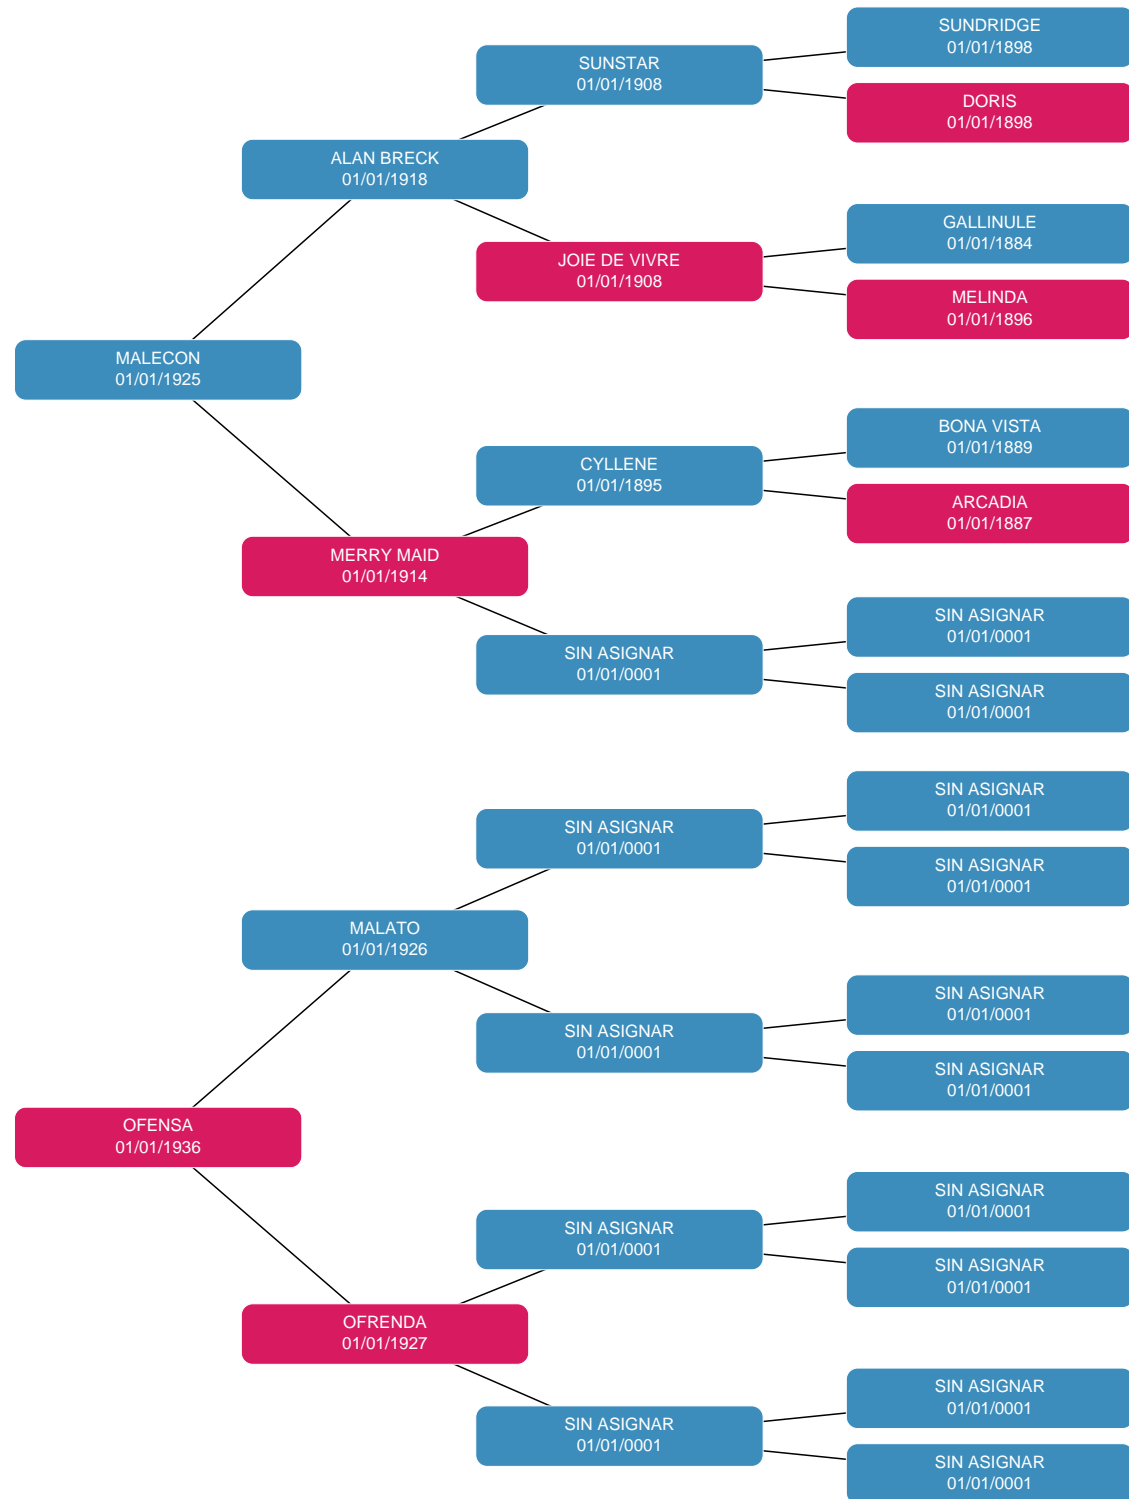 SUNDRIDGE
01/01/1898
SUNSTAR
01/01/1908
DORIS
01/01/1898
ALAN BRECK
01/01/1918
GALLINULE
01/01/1884
JOIE DE VIVRE
01/01/1908
MELINDA
01/01/1896
MALECON
01/01/1925
BONA VISTA
01/01/1889
CYLLENE
01/01/1895
ARCADIA
01/01/1887
MERRY MAID
01/01/1914
SIN ASIGNAR
01/01/0001
SIN ASIGNAR
01/01/0001
SIN ASIGNAR
01/01/0001
SIN ASIGNAR
01/01/0001
SIN ASIGNAR
01/01/0001
SIN ASIGNAR
01/01/0001
MALATO
01/01/1926
SIN ASIGNAR
01/01/0001
SIN ASIGNAR
01/01/0001
SIN ASIGNAR
01/01/0001
OFENSA
01/01/1936
SIN ASIGNAR
01/01/0001
SIN ASIGNAR
01/01/0001
SIN ASIGNAR
01/01/0001
OFRENDA
01/01/1927
SIN ASIGNAR
01/01/0001
SIN ASIGNAR
01/01/0001
SIN ASIGNAR
01/01/0001